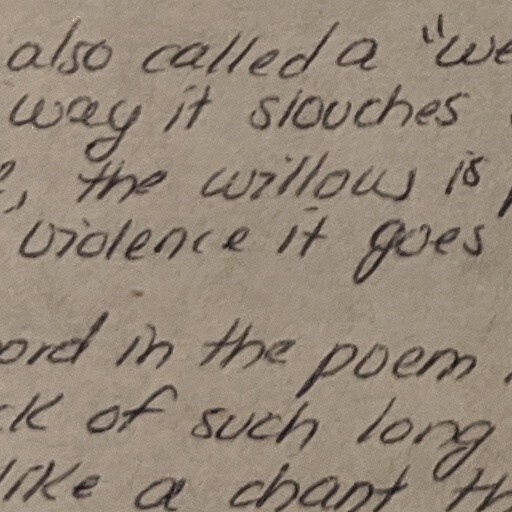 also called a "we
way it slouches
, the willows is
violence it goes
ord in the poem
ck of such long
like a chant th